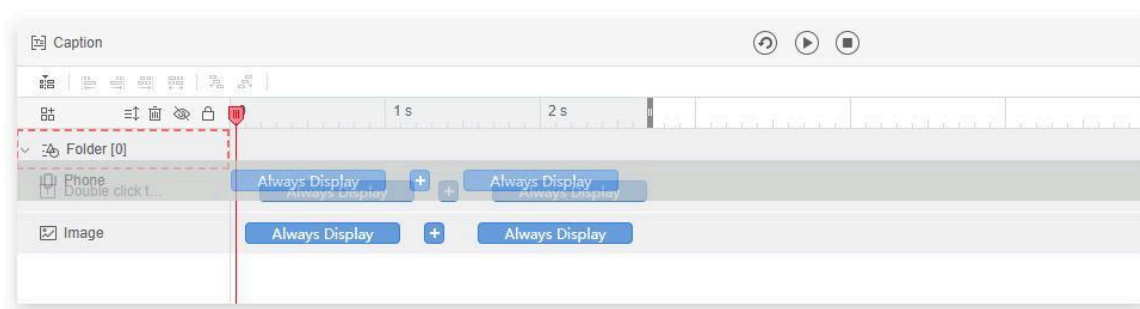 Caption
1 s 2 s
Folder [0]
Phone Always Display + Always Display
Double click t... Always Display + Always Display
Image Always Display + Always Display